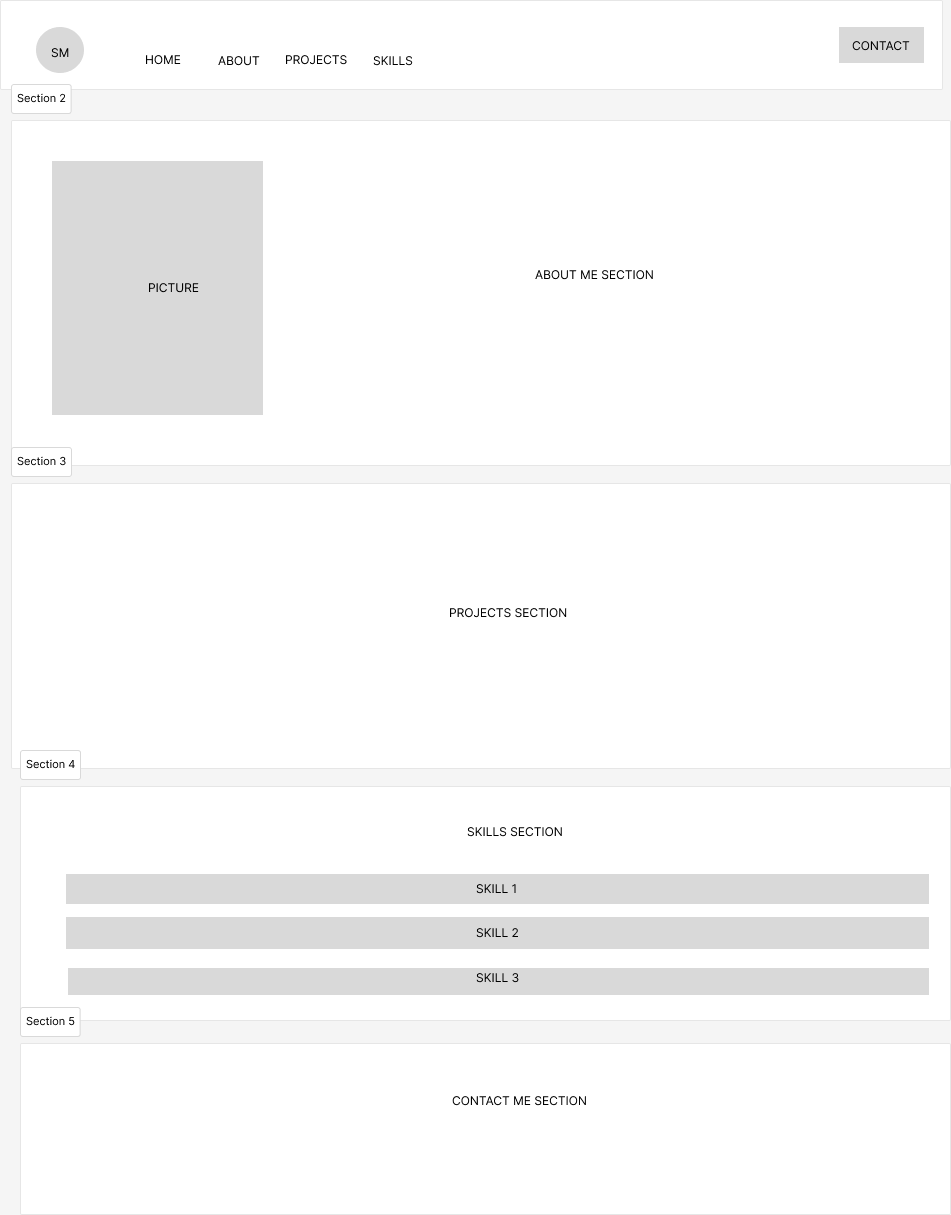 SM
HOME
ABOUT
PROJECTS
SKILLS
CONTACT
Section 2
PICTURE
ABOUT ME SECTION
Section 3
PROJECTS SECTION
Section 4
SKILLS SECTION
SKILL 1
SKILL 2
SKILL 3
Section 5
CONTACT ME SECTION